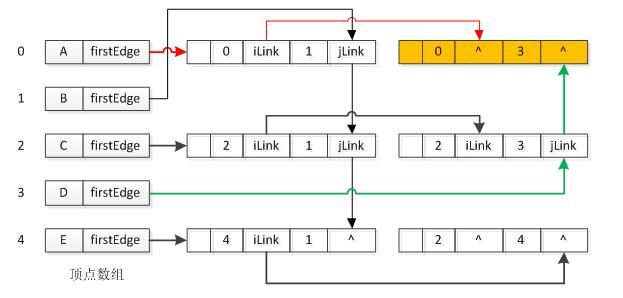 0 A firstEdge 0 iLink 1 jLink 0 ^ 3 ^
1 B firstEdge
2 C firstEdge 2 iLink 1 jLink 2 iLink 3 jLink
3 D firstEdge
4 E firstEdge 4 iLink 1 ^ 2 ^ 4 ^
顶点数组